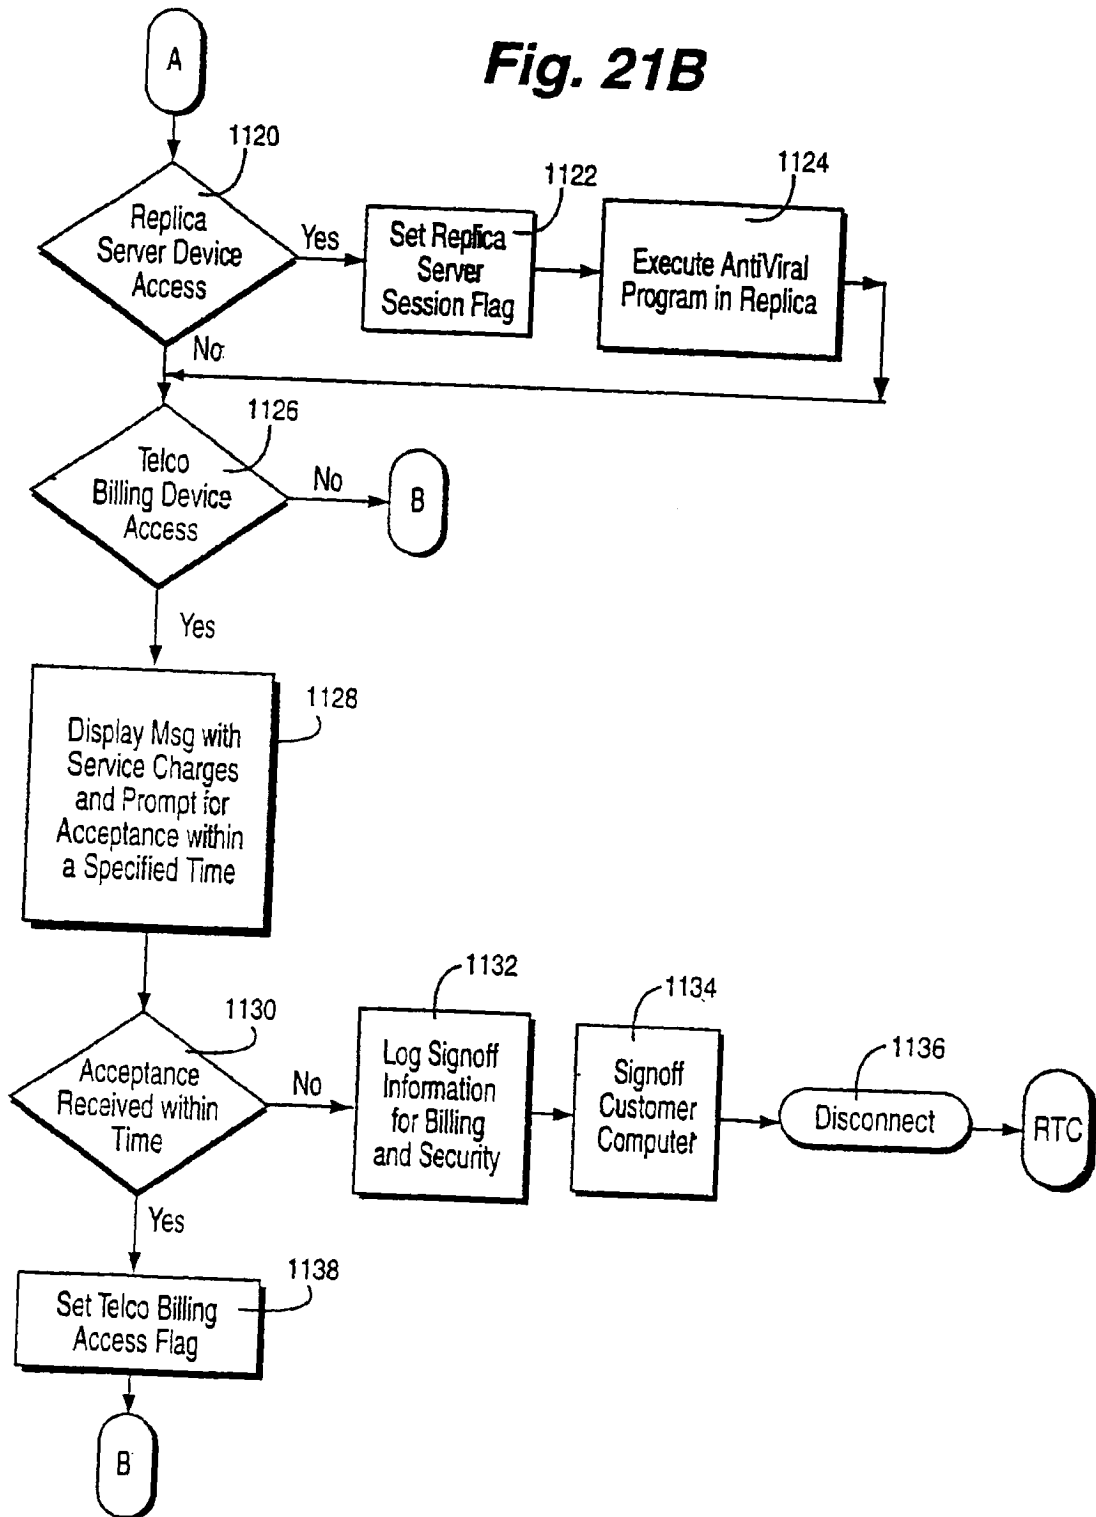 A
Fig. 21B
1120
Replica
Server Device
Access
Yes
1122
Set Replica
Server
Session Flag
1124
Execute AntiViral
Program in Replica
No
1126
Telco
Billing Device
Access
No
B
Yes
1128
Display Msg with
Service Charges
and Prompt for
Acceptance within
a Specified Time
1130
Acceptance
Received within
Time
No
1132
Log Signoff
Information
for Billing
and Security
1134
Signoff
Customer
Computer
1136
Disconnect
RTC
Yes
1138
Set Telco Billing
Access Flag
B